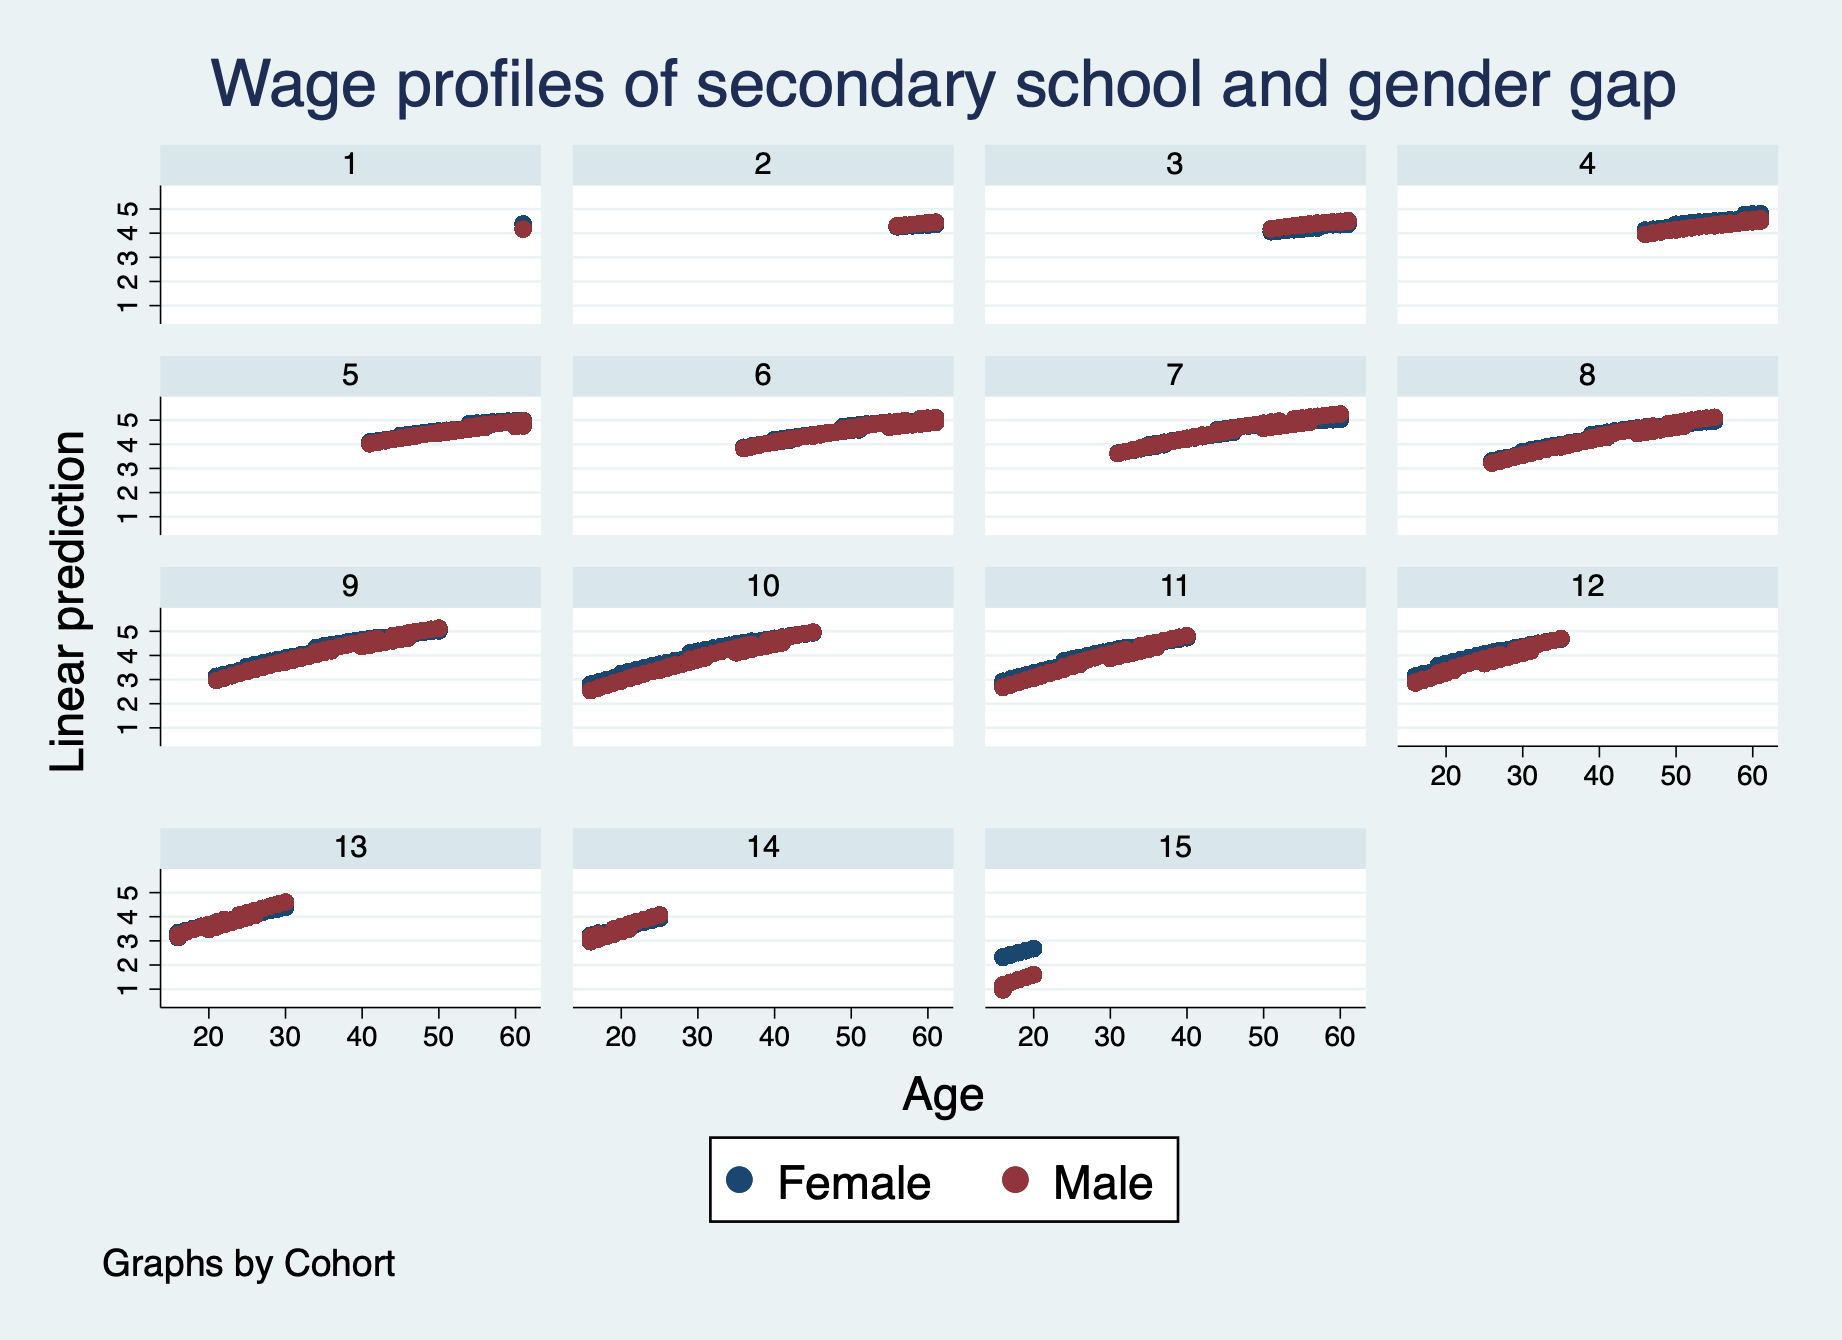 Wage profiles of secondary school and gender gap
1 2 3 4
5
4
3
2
1
5 6 7 8
5
4
3
2
1
9 10 11 12
5
4
3
2
1
20 30 40 50 60
13 14 15
5
4
3
2
1
20 30 40 50 60 20 30 40 50 60 20 30 40 50 60
Linear prediction
Age
Female Male
Graphs by Cohort